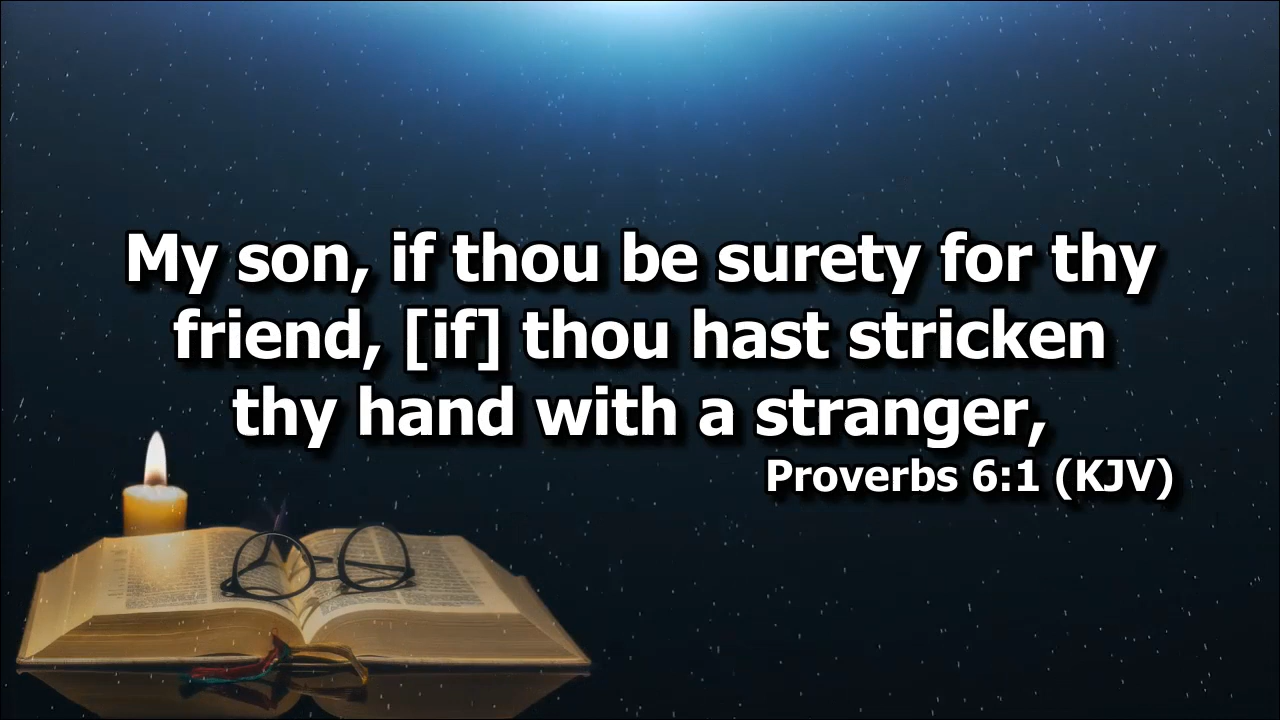 My son, if thou be surety for thy
friend, [if] thou hast stricken
thy hand with a stranger,
Proverbs 6:1 (KJV)